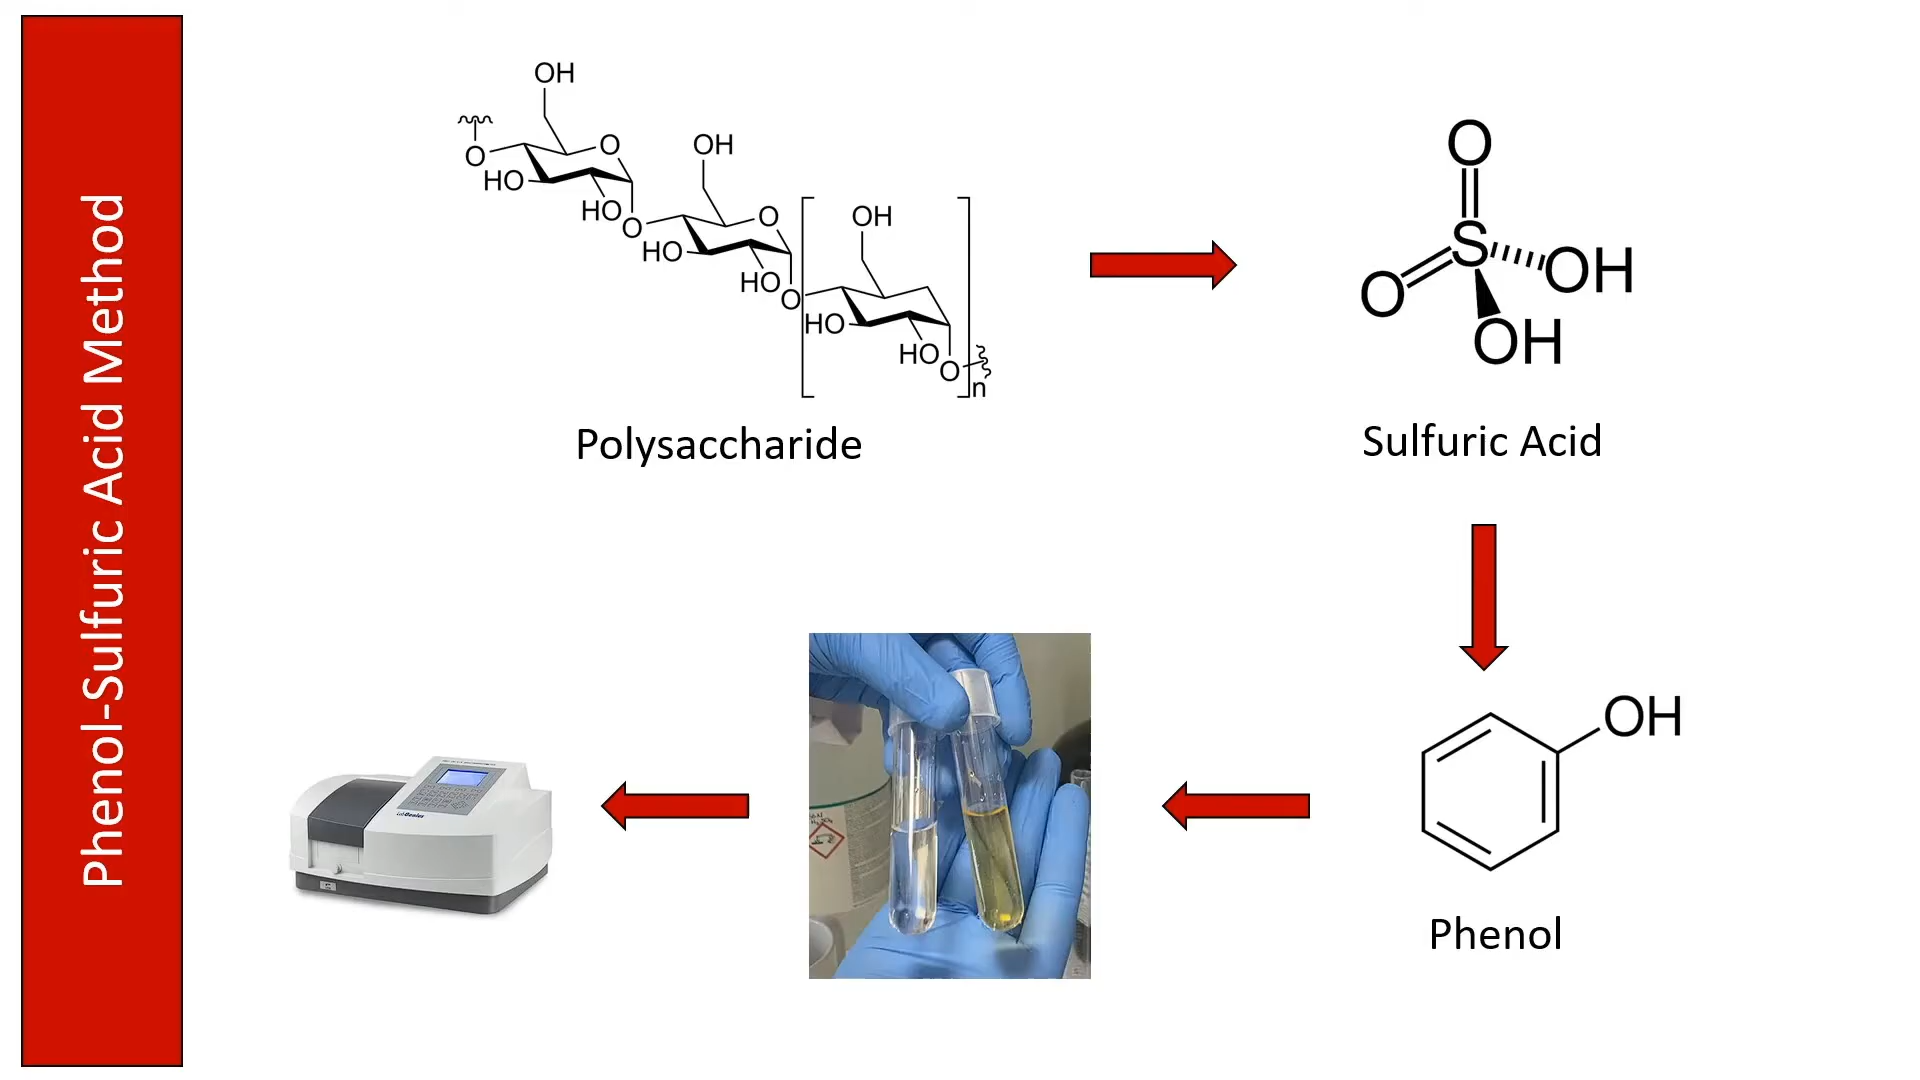 Phenol-Sulfuric Acid Method
OH
O
O
HO
HO
O
OH
O
HO
HO
O
OH
HO
HO
O
n
Polysaccharide
O
S
O
OH
OH
Sulfuric Acid
OH
Phenol
LabGenius